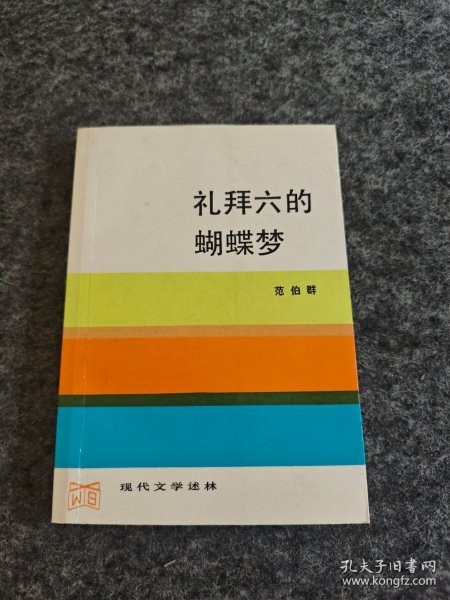 礼拜六的
蝴蝶梦
范伯群
现代文学述林
孔夫子旧书网
www.kongfz.com